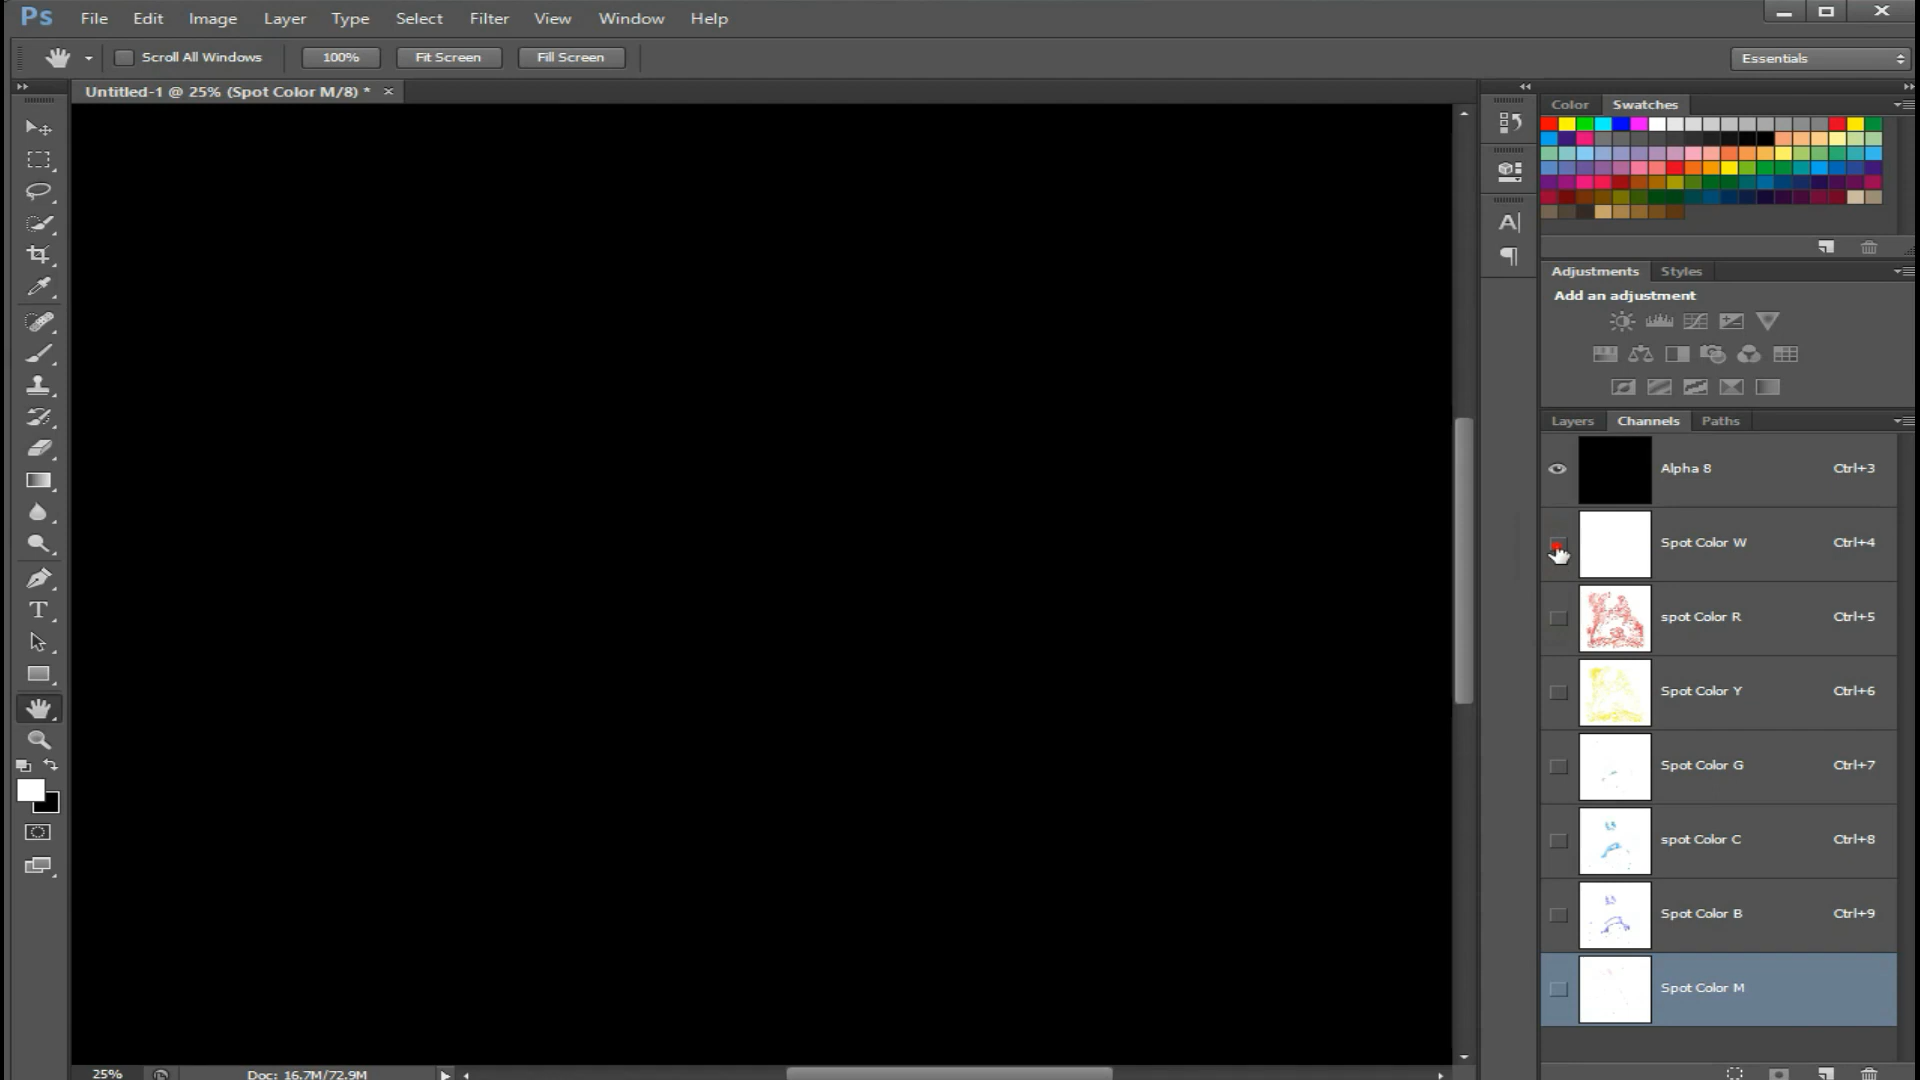 Ps File Edit Image Layer Type Select Filter View Window Help
Scroll All Windows 100% Fit Screen Fill Screen Essentials
Untitled-1 @ 25% (Spot Color M/8) * ×
Color Swatches
Adjustments Styles
Add an adjustment
Layers Channels Paths
Alpha 8 Ctrl+3
Spot Color W Ctrl+4
spot Color R Ctrl+5
Spot Color Y Ctrl+6
Spot Color G Ctrl+7
spot Color C Ctrl+8
Spot Color B Ctrl+9
Spot Color M
25% Doc: 16.7M/72.9M